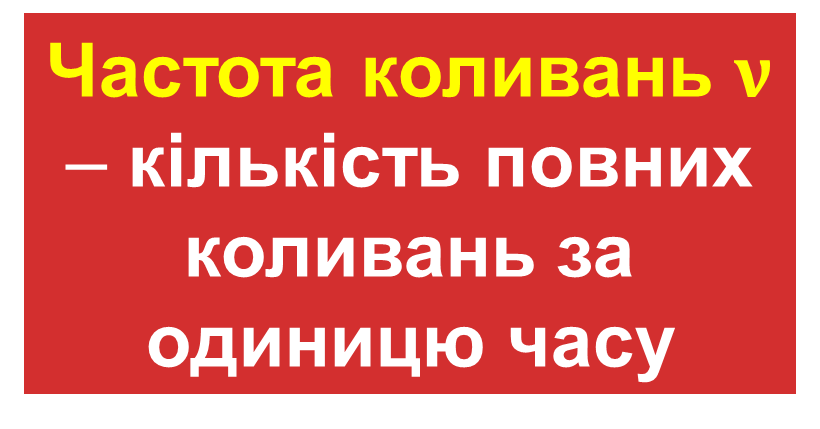 Частота коливань ν
– кількість повних
коливань за
одиницю часу